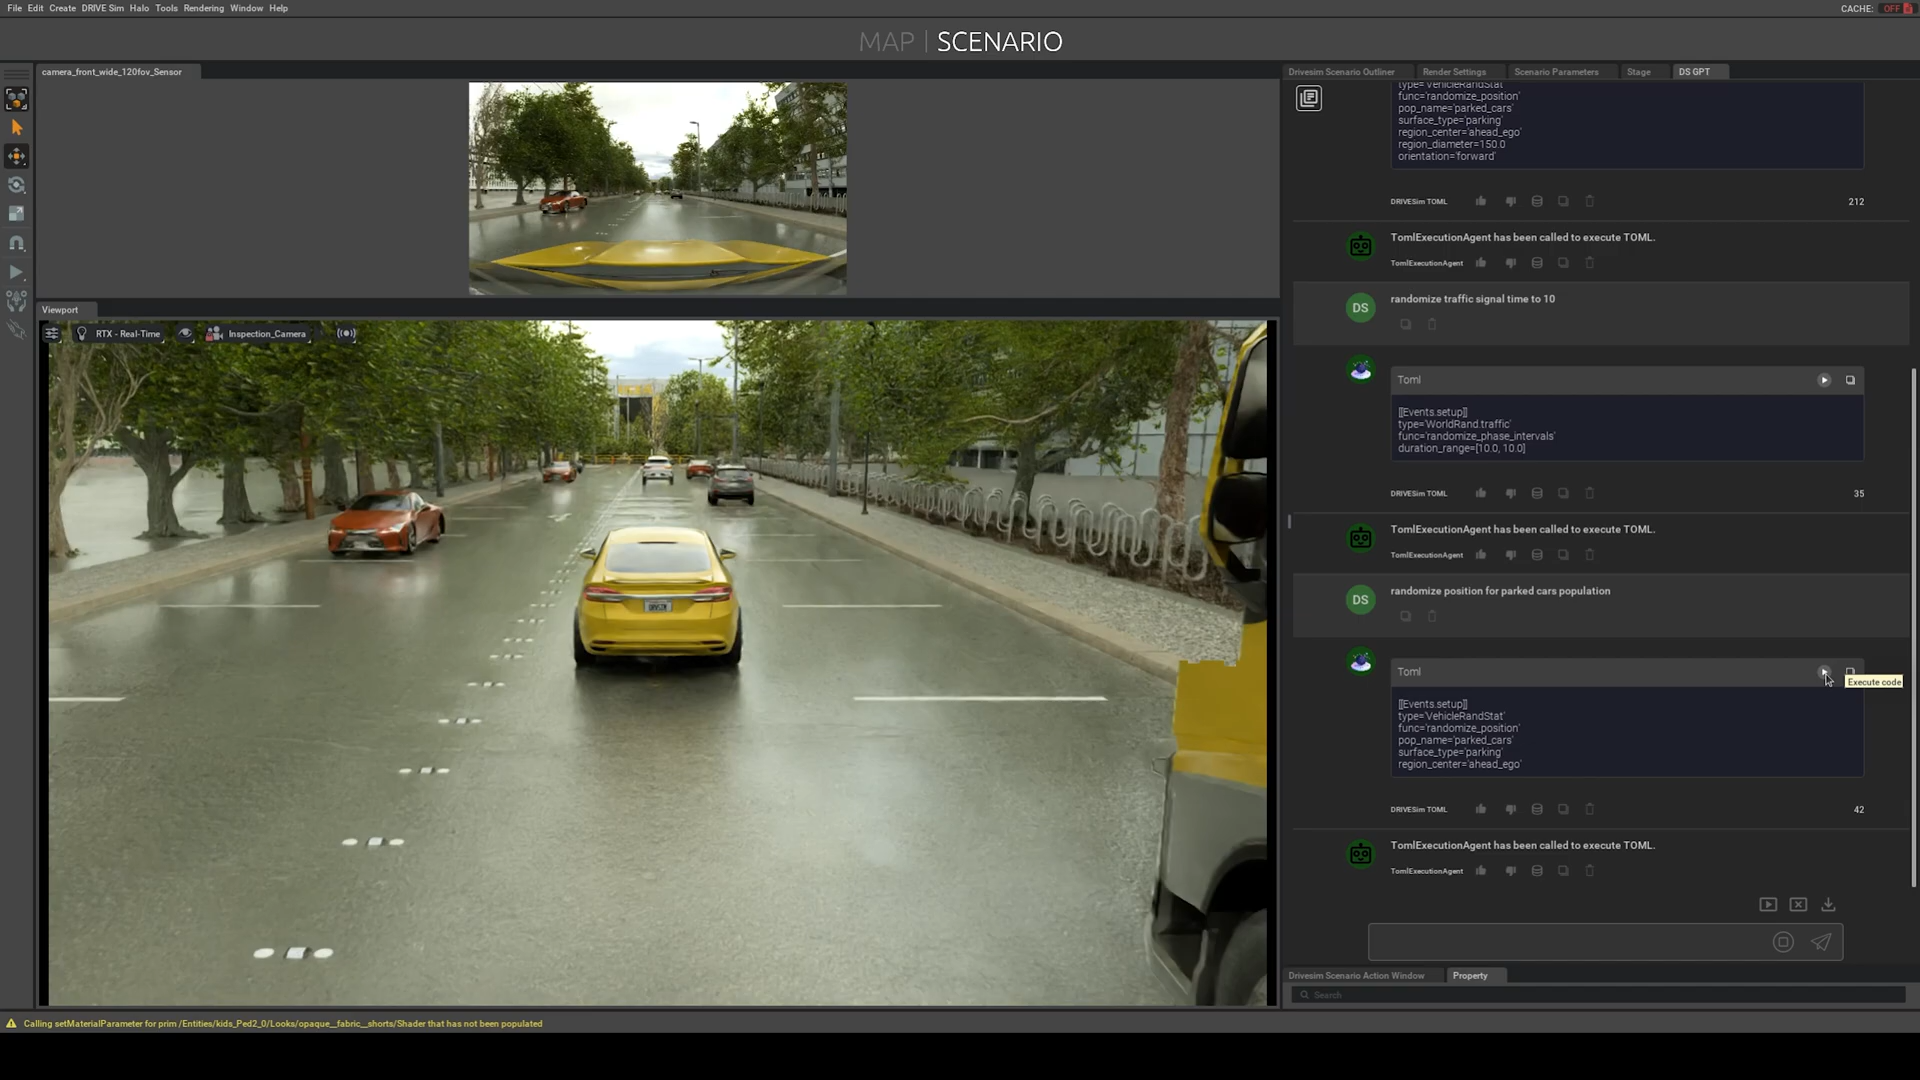 File Edit Create DRIVE Sim Halo Tools Rendering Window Help
CACHE: OFF
MAP | SCENARIO
camera_front_wide_120fov_Sensor
Viewport
RTX - Real-Time
Inspection_Camera
Drivesim Scenario Outliner
Render Settings
Scenario Parameters
Stage
DS GPT
type='VehicleRandStat'
func='randomize_position'
pop_name='parked_cars'
surface_type='parking'
region_center='ahead_ego'
region_diameter=150.0
orientation='forward'
DRIVESim TOML
212
TomlExecutionAgent has been called to execute TOML.
TomlExecutionAgent
DS
randomize traffic signal time to 10
Toml
[[Events.setup]]
type='WorldRand.traffic'
func='randomize_phase_intervals'
duration_range=[10.0, 10.0]
DRIVESim TOML
35
TomlExecutionAgent has been called to execute TOML.
TomlExecutionAgent
DS
randomize position for parked cars population
Toml
Execute code
[[Events.setup]]
type='VehicleRandStat'
func='randomize_position'
pop_name='parked_cars'
surface_type='parking'
region_center='ahead_ego'
DRIVESim TOML
42
TomlExecutionAgent has been called to execute TOML.
TomlExecutionAgent
Drivesim Scenario Action Window
Property
Search
Calling setMaterialParameter for prim /Entities/kids_Ped2_0/Looks/opaque__fabric__shorts/Shader that has not been populated